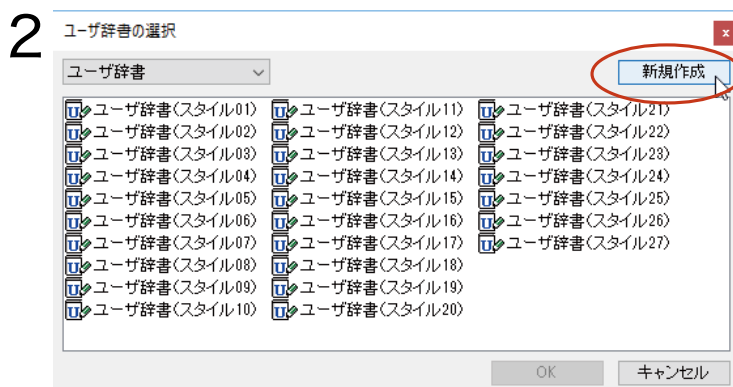 2
ユーザ辞書の選択
x
ユーザ辞書
新規作成
ユーザ辞書(スタイル01)
ユーザ辞書(スタイル02)
ユーザ辞書(スタイル03)
ユーザ辞書(スタイル04)
ユーザ辞書(スタイル05)
ユーザ辞書(スタイル06)
ユーザ辞書(スタイル07)
ユーザ辞書(スタイル08)
ユーザ辞書(スタイル09)
ユーザ辞書(スタイル10)
ユーザ辞書(スタイル11)
ユーザ辞書(スタイル12)
ユーザ辞書(スタイル13)
ユーザ辞書(スタイル14)
ユーザ辞書(スタイル15)
ユーザ辞書(スタイル16)
ユーザ辞書(スタイル17)
ユーザ辞書(スタイル18)
ユーザ辞書(スタイル19)
ユーザ辞書(スタイル20)
ユーザ辞書(スタイル21)
ユーザ辞書(スタイル22)
ユーザ辞書(スタイル23)
ユーザ辞書(スタイル24)
ユーザ辞書(スタイル25)
ユーザ辞書(スタイル26)
ユーザ辞書(スタイル27)
OK
キャンセル